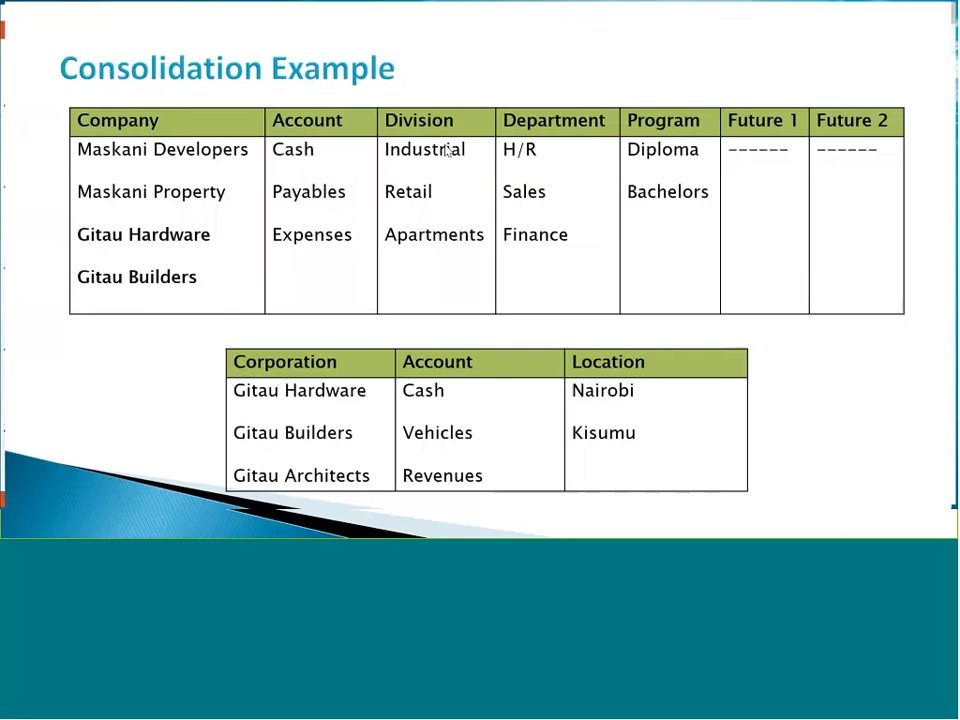 Consolidation Example
Company Account Division Department Program Future 1 Future 2
Maskani Developers Cash Industrial H/R Diploma ------ ------
Maskani Property Payables Retail Sales Bachelors
Gitau Hardware Expenses Apartments Finance
Gitau Builders
Corporation Account Location
Gitau Hardware Cash Nairobi
Gitau Builders Vehicles Kisumu
Gitau Architects Revenues